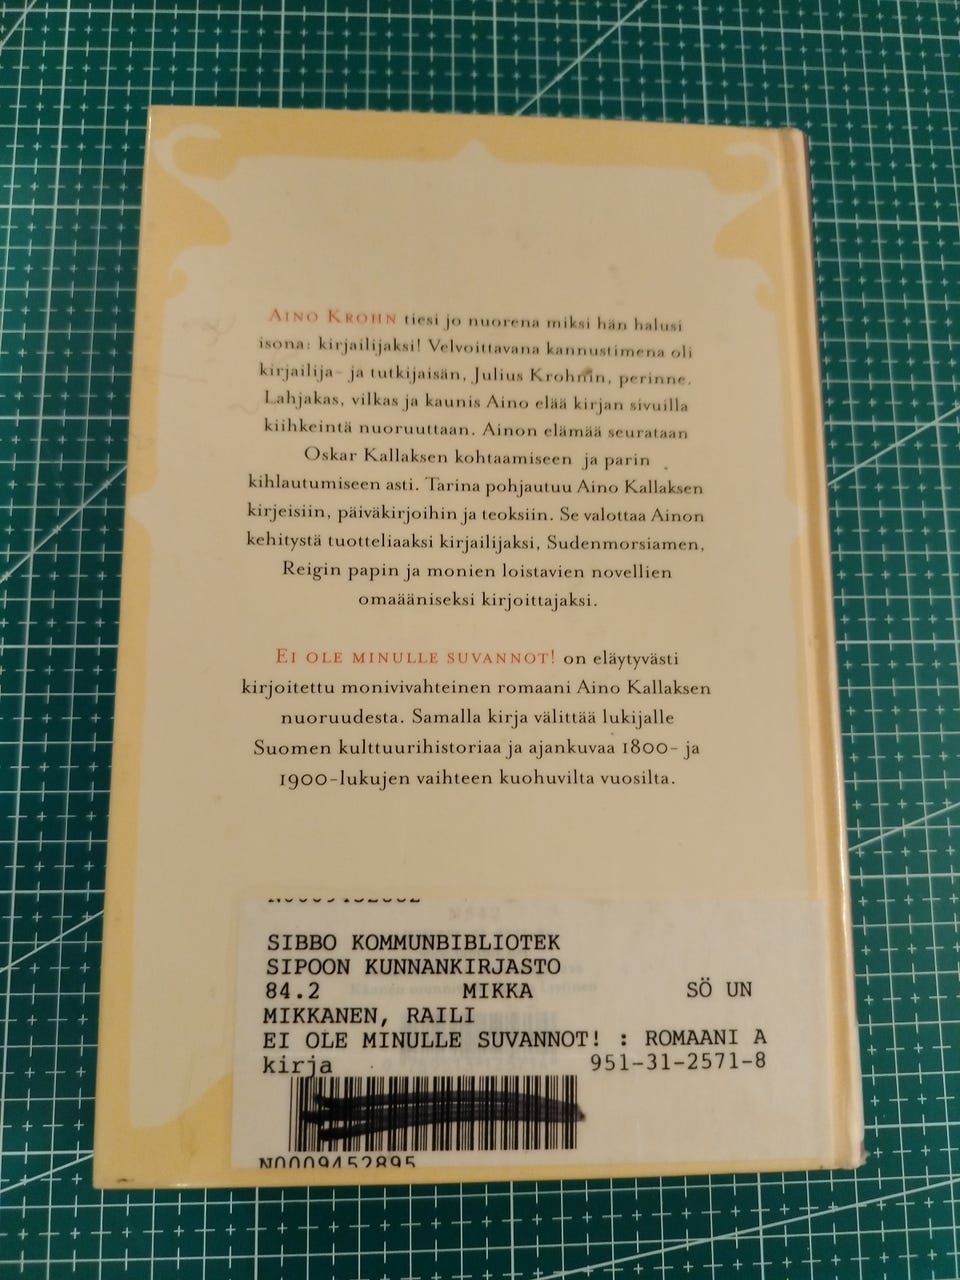 AINO KROHN tiesi jo nuorena miksi hän halusi
isona: kirjailijaksi! Velvoittavana kannustimena oli
kirjailija- ja tutkijaisän, Julius Krohnin, perinne.
Lahjakas, vilkas ja kaunis Aino elää kirjan sivuilla
kiihkeintä nuoruuttaan. Ainon elämää seurataan
Oskar Kallaksen kohtaamiseen ja parin
kihlautumiseen asti. Tarina pohjautuu Aino Kallaksen
kirjeisiin, päiväkirjoihin ja teoksiin. Se valottaa Ainon
kehitystä tuotteliaaksi kirjailijaksi, Sudenmorsiamen,
Reigin papin ja monien loistavien novellien
omaääniseksi kirjoittajaksi.
EI OLE MINULLE SUVANNOT! on eläytyvästi
kirjoitettu monivivahteinen romaani Aino Kallaksen
nuoruudesta. Samalla kirja välittää lukijalle
Suomen kulttuurihistoriaa ja ajankuvaa 1800- ja
1900-lukujen vaihteen kuohuvilta vuosilta.
SIBBO KOMMUNBIBLIOTEK
SIPOON KUNNANKIRJASTO
84.2 MIKKA SÖ UN
MIKKANEN, RAILI
EI OLE MINULLE SUVANNOT! : ROMAANI A
kirja 951-31-2571-8
N0009452895